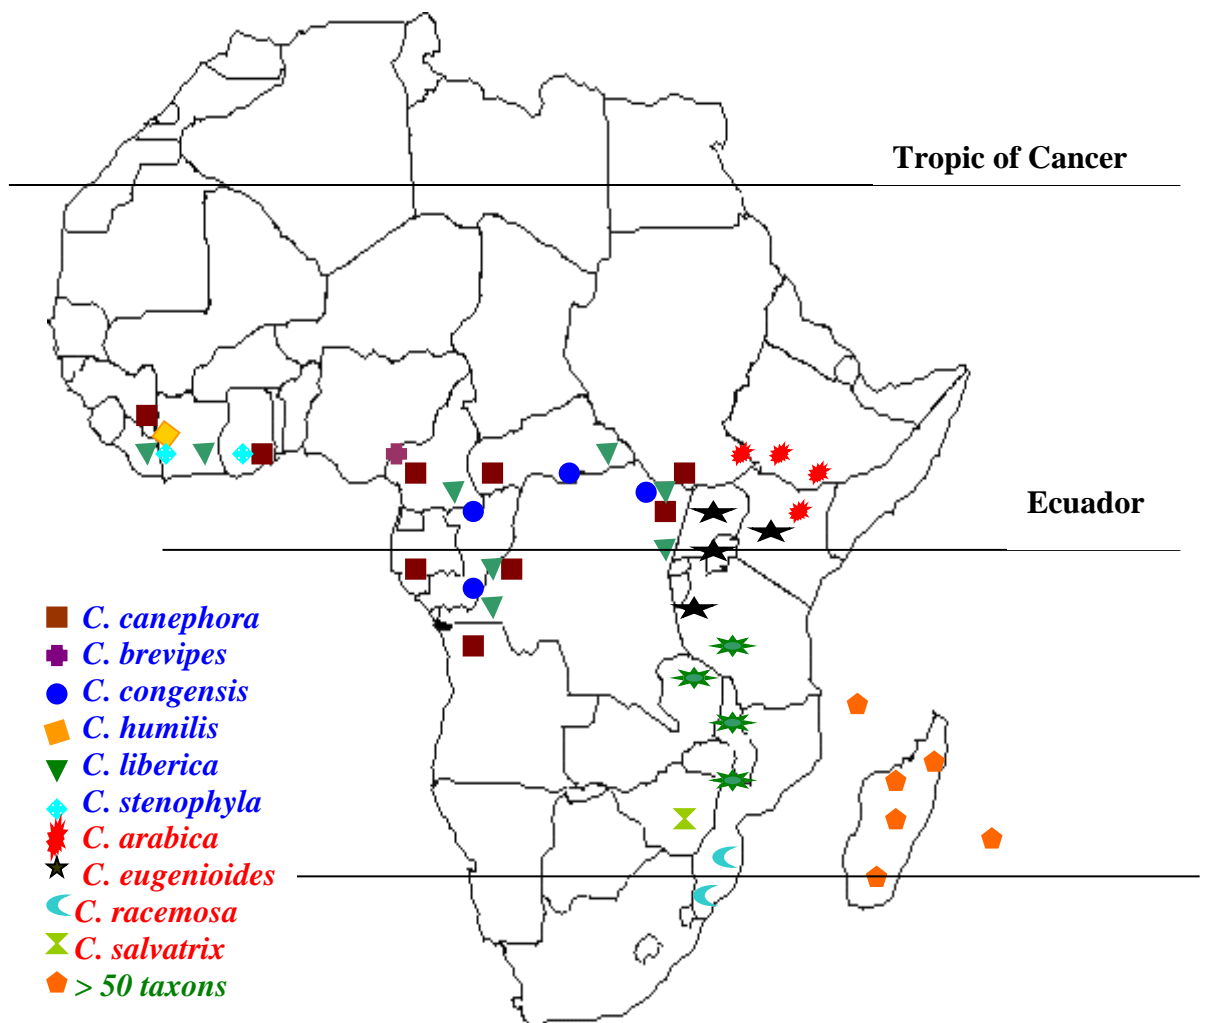 Tropic of Cancer
Ecuador
C. canephora
C. brevipes
C. congensis
C. humilis
C. liberica
C. stenophyla
C. arabica
C. eugenioides
C. racemosa
C. salvatrix
> 50 taxons